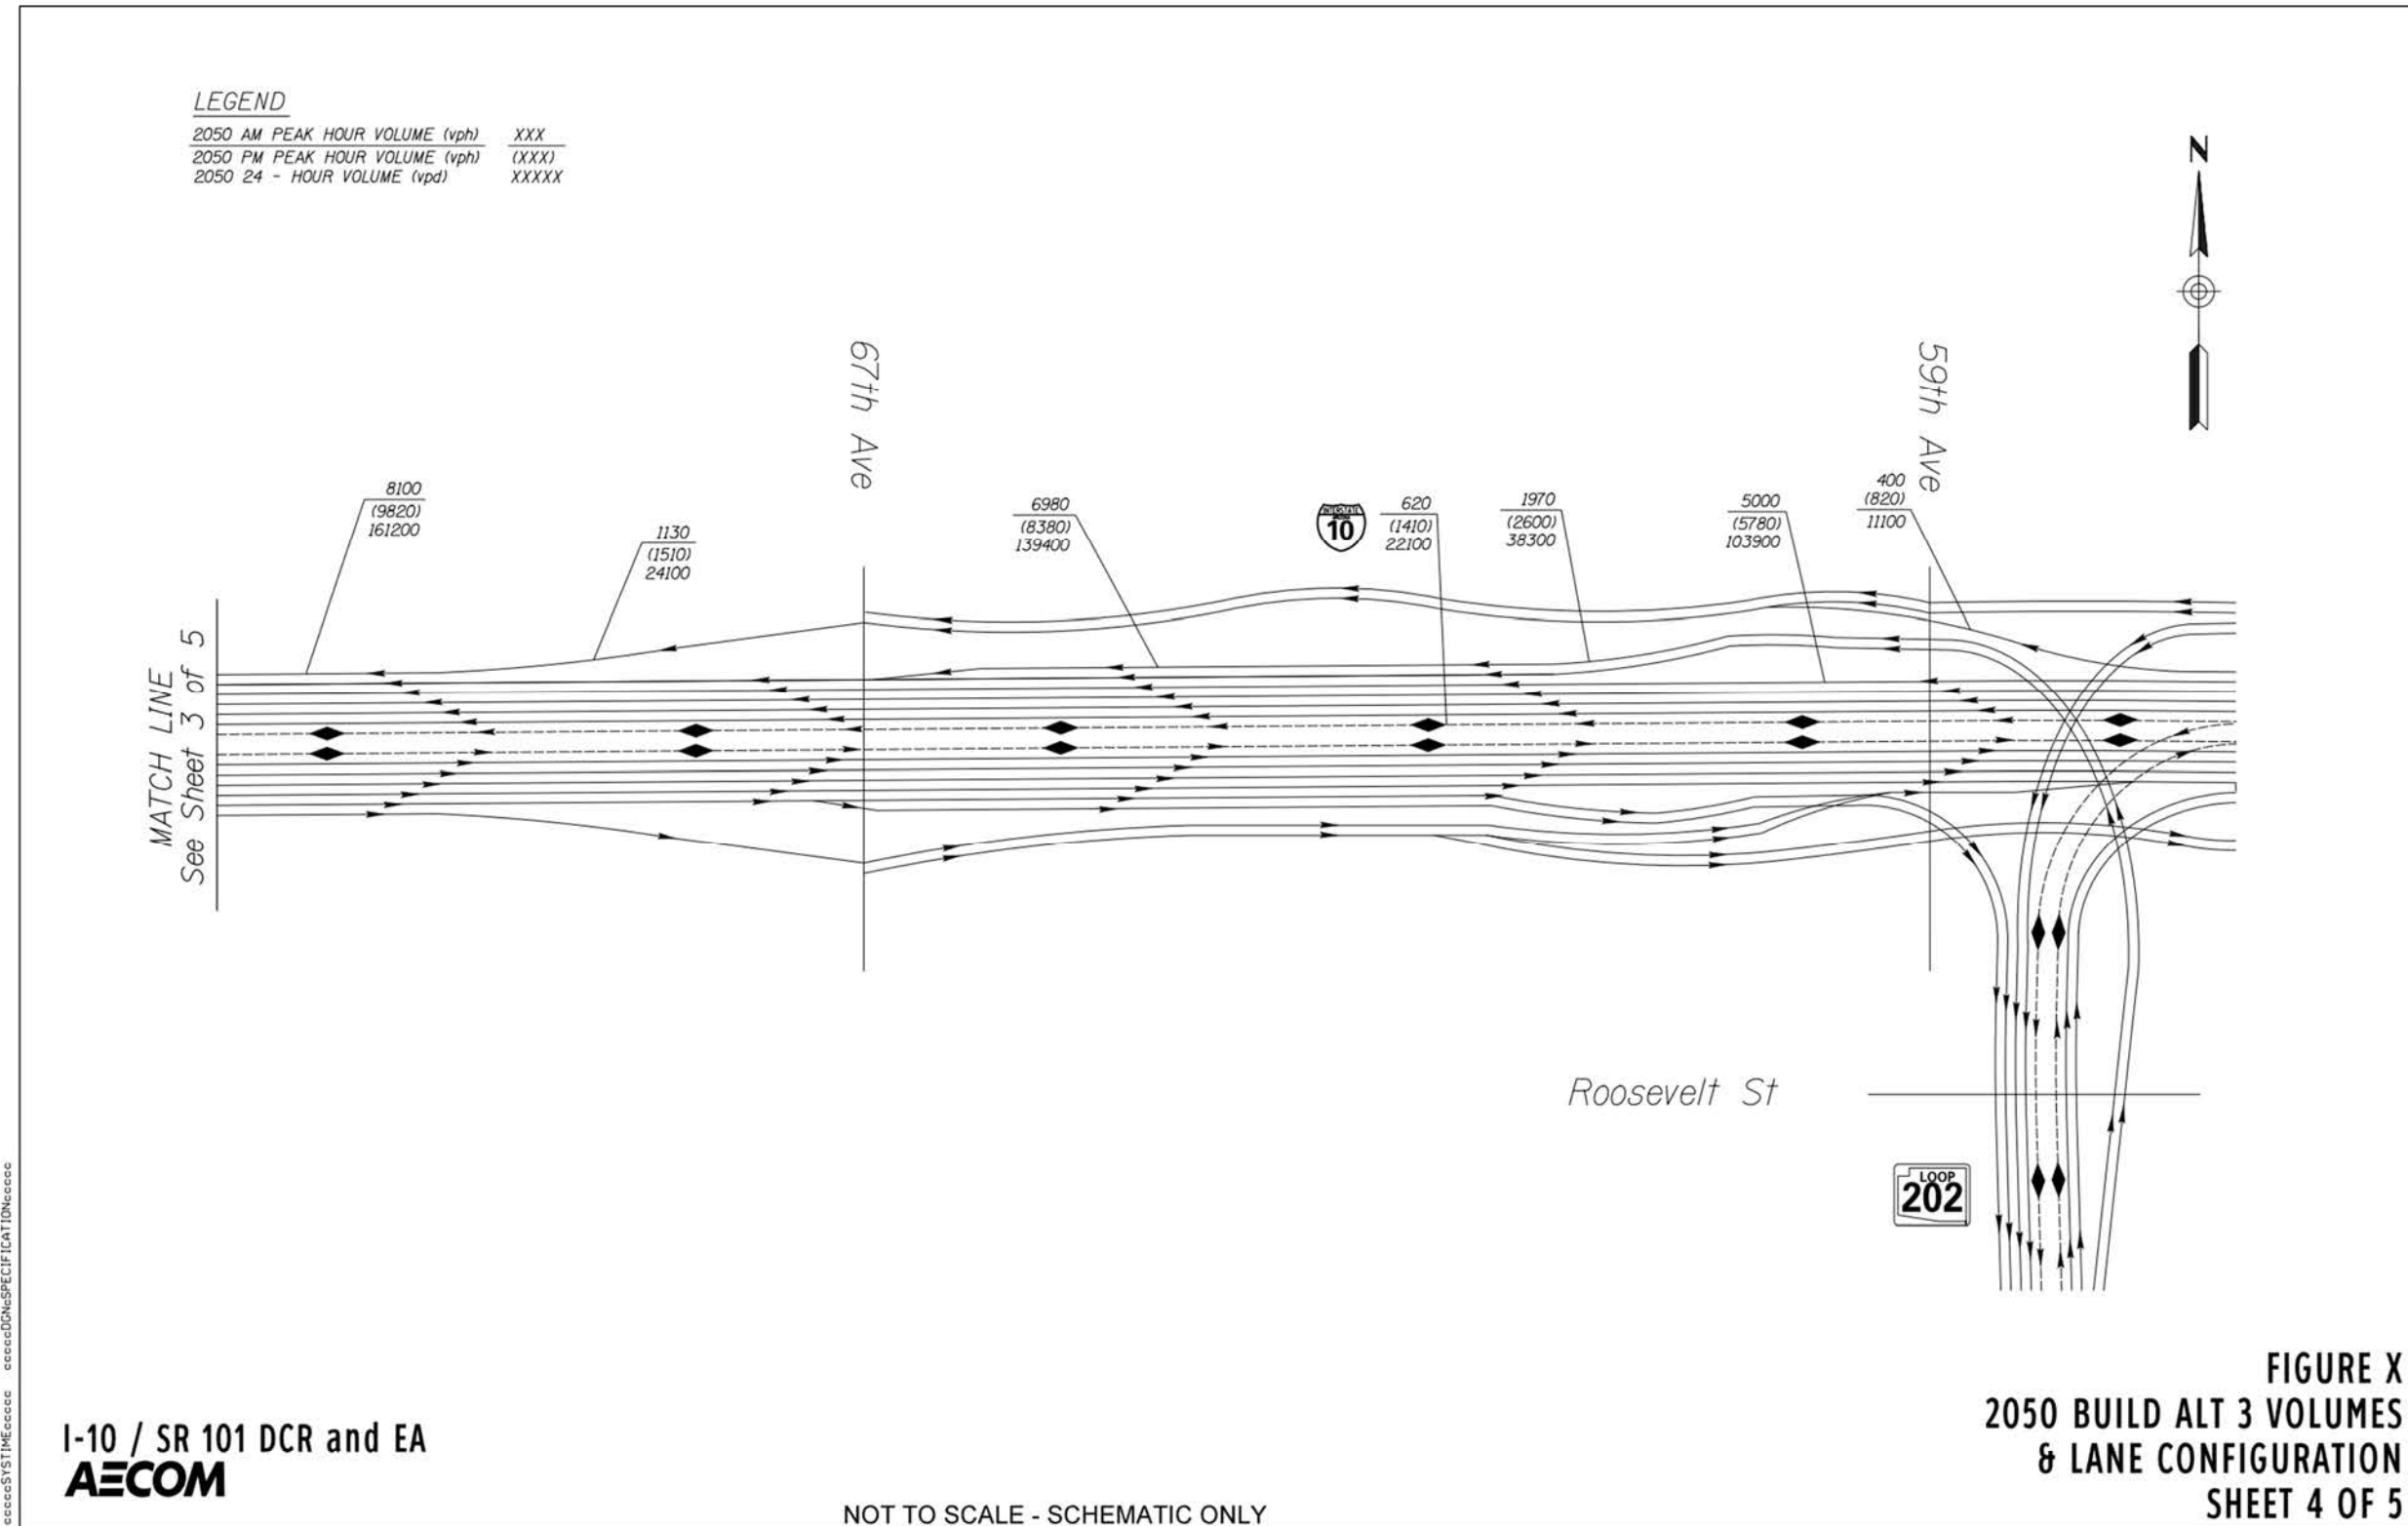 LEGEND
2050 AM PEAK HOUR VOLUME (vph) XXX
2050 PM PEAK HOUR VOLUME (vph) (XXX)
2050 24 - HOUR VOLUME (vpd) XXXXX
N
67th Ave
59th Ave
8100
(9820)
161200
1130
(1510)
24100
6980
(8380)
139400
INTERSTATE
10
620
(1410)
22100
1970
(2600)
38300
5000
(5780)
103900
400
(820)
11100
MATCH LINE
See Sheet 3 of 5
Roosevelt St
LOOP
202
I-10 / SR 101 DCR and EA
AECOM
NOT TO SCALE - SCHEMATIC ONLY
FIGURE X
2050 BUILD ALT 3 VOLUMES
& LANE CONFIGURATION
SHEET 4 OF 5